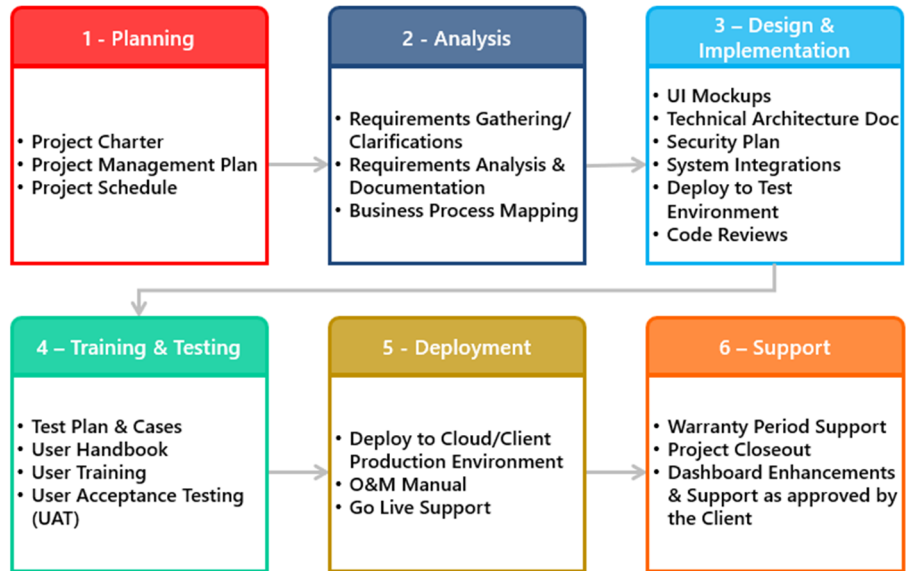 1 - Planning
• Project Charter
• Project Management Plan
• Project Schedule
2 - Analysis
• Requirements Gathering/
Clarifications
• Requirements Analysis &
Documentation
• Business Process Mapping
3 – Design &
Implementation
• UI Mockups
• Technical Architecture Doc
• Security Plan
• System Integrations
• Deploy to Test
Environment
• Code Reviews
4 – Training & Testing
• Test Plan & Cases
• User Handbook
• User Training
• User Acceptance Testing
(UAT)
5 - Deployment
• Deploy to Cloud/Client
Production Environment
• O&M Manual
• Go Live Support
6 – Support
• Warranty Period Support
• Project Closeout
• Dashboard Enhancements
& Support as approved by
the Client